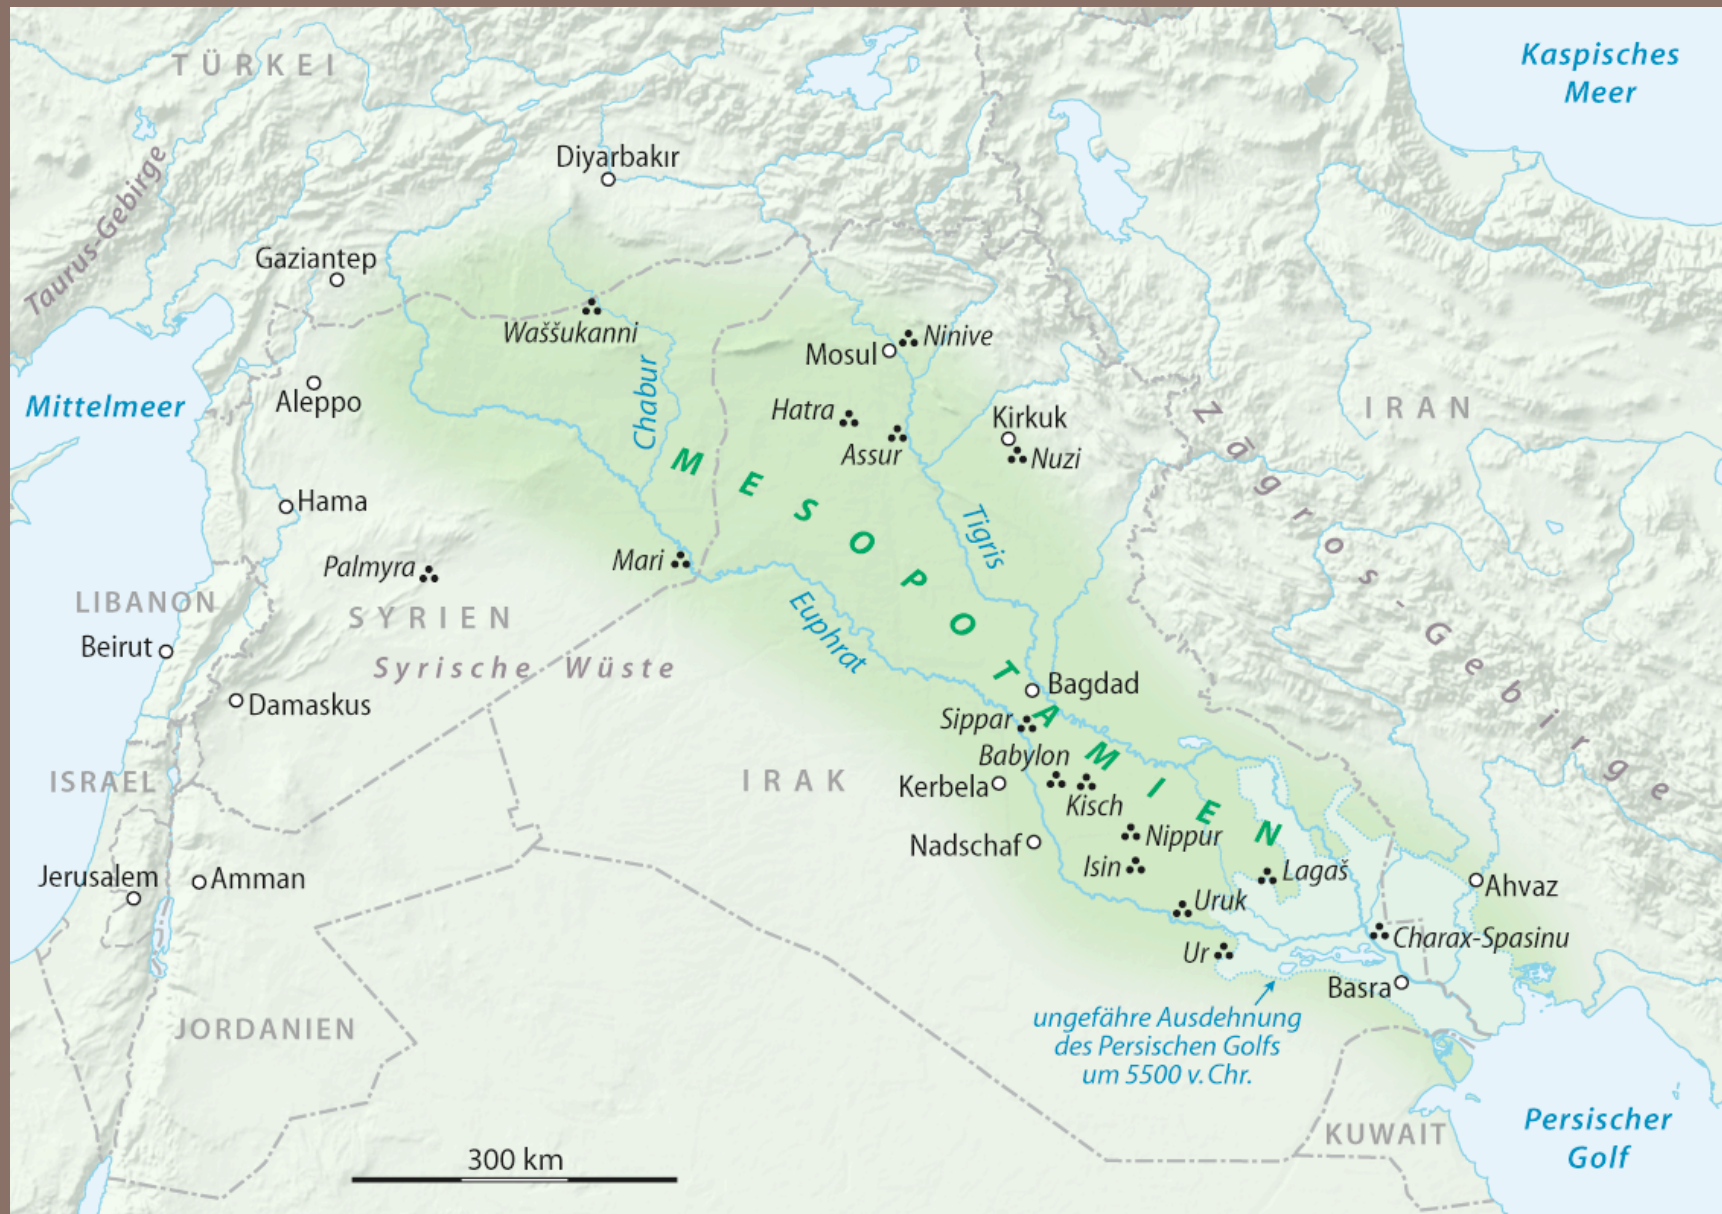 TÜRKEI
Kaspisches
Meer
Diyarbakır
Taurus-Gebirge
Gaziantep
Waššukanni
Ninive
Mosul
Mittelmeer
Aleppo
Chabur
Hatra
Assur
Kirkuk
Nuzi
IRAN
Zāgros-Gebirge
MESOPOTAMIEN
Hama
Tigris
Palmyra
Mari
LIBANON
SYRIEN
Beirut
Euphrat
Syrische Wüste
Damaskus
Bagdad
Sippar
Babylon
ISRAEL
IRAK
Kerbela
Kisch
Nippur
Nadschaf
Isin
Lagaš
Jerusalem
Amman
Ahvaz
Uruk
Charax-Spasinu
Ur
Basra
ungefähre Ausdehnung
des Persischen Golfs
um 5500 v. Chr.
JORDANIEN
KUWAIT
Persischer
Golf
300 km